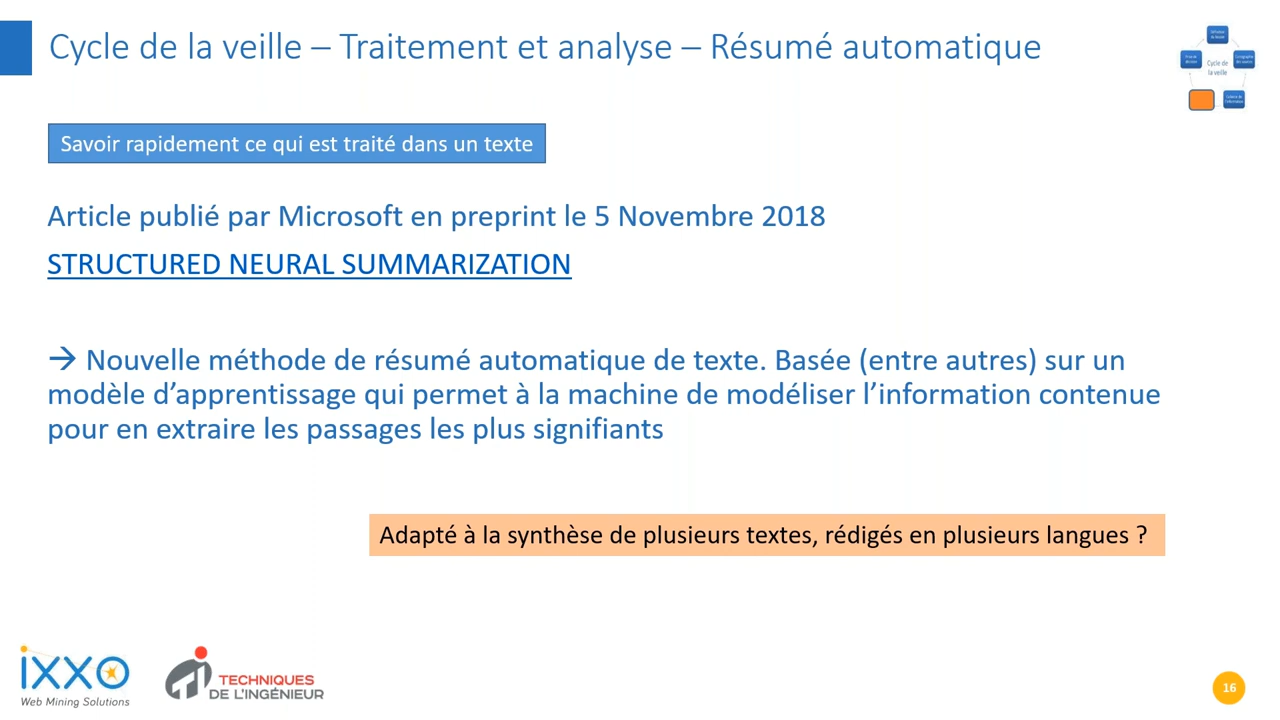 Cycle de la veille – Traitement et analyse – Résumé automatique
Cycle de
la veille
Savoir rapidement ce qui est traité dans un texte
Article publié par Microsoft en preprint le 5 Novembre 2018
STRUCTURED NEURAL SUMMARIZATION
→ Nouvelle méthode de résumé automatique de texte. Basée (entre autres) sur un
modèle d’apprentissage qui permet à la machine de modéliser l’information contenue
pour en extraire les passages les plus signifiants
Adapté à la synthèse de plusieurs textes, rédigés en plusieurs langues ?
ixxo
Web Mining Solutions
TECHNIQUES
DE L'INGÉNIEUR
16